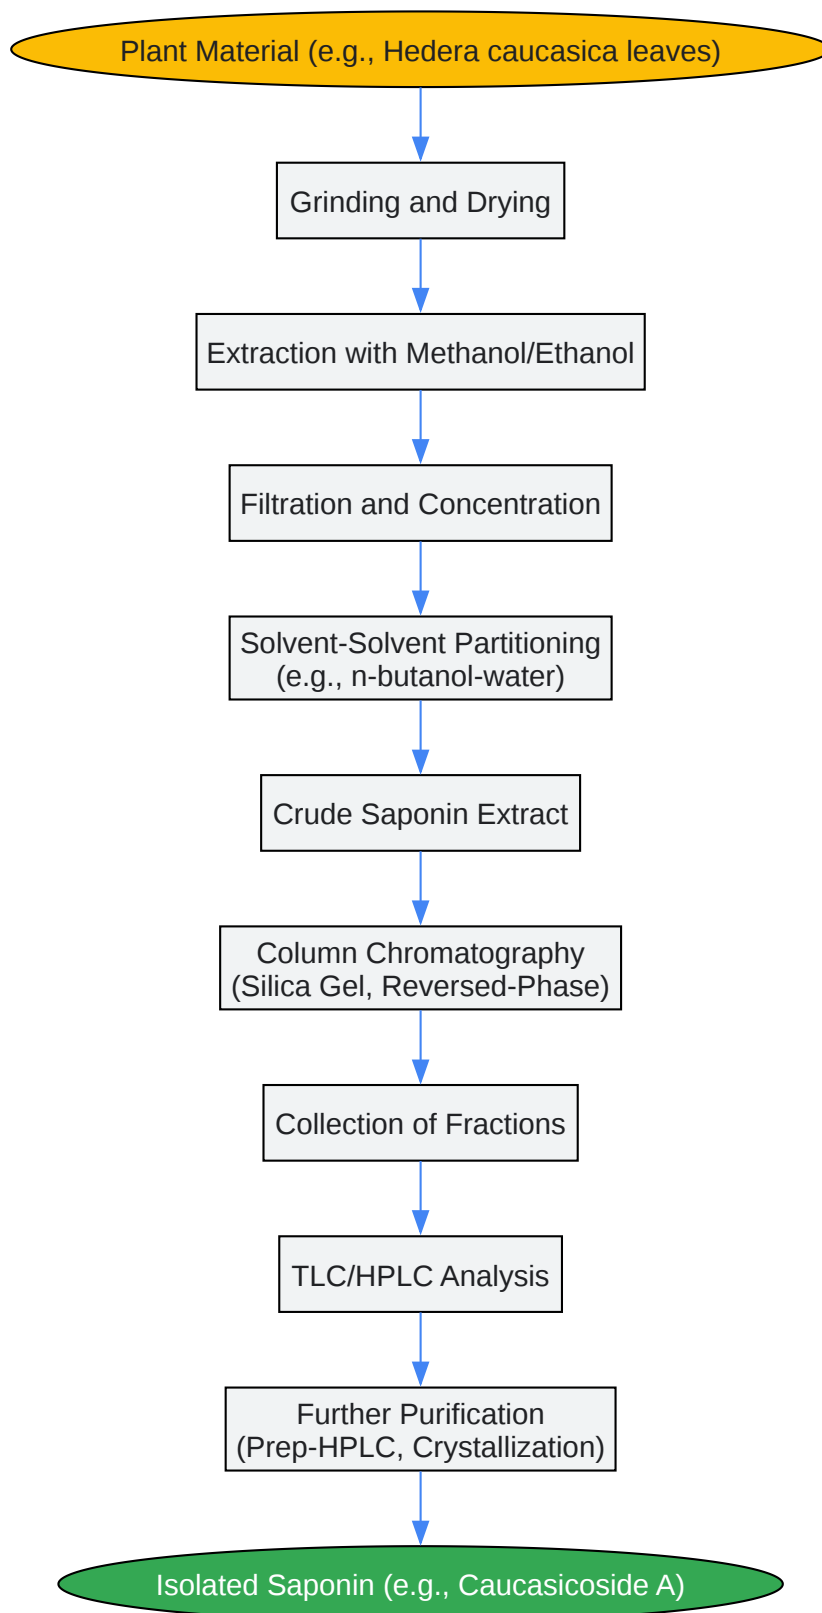 Plant Material (e.g., Hedera caucasica leaves)
Grinding and Drying
Extraction with Methanol/Ethanol
Filtration and Concentration
Solvent-Solvent Partitioning
(e.g., n-butanol-water)
Crude Saponin Extract
Column Chromatography
(Silica Gel, Reversed-Phase)
Collection of Fractions
TLC/HPLC Analysis
Further Purification
(Prep-HPLC, Crystallization)
Isolated Saponin (e.g., Caucasicoside A)